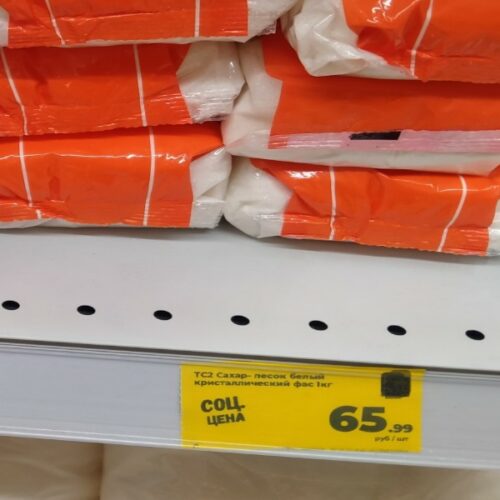 ТС2 Сахар- песок белый
кристаллический фас 1кг
СОЦ.
ЦЕНА
65.99
руб / шт